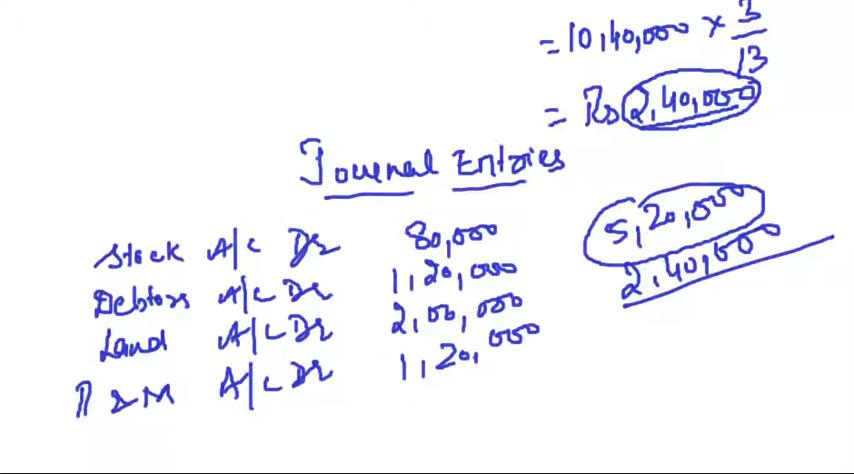 = 10,40,000 × 3/13
= Rs 2,40,000
Journal Entries
Stock A/C Dr 80,000
Debtors A/C Dr 1,20,000
Land A/C Dr 2,00,000
P & M A/C Dr 1,20,000
5,20,000
2,40,000